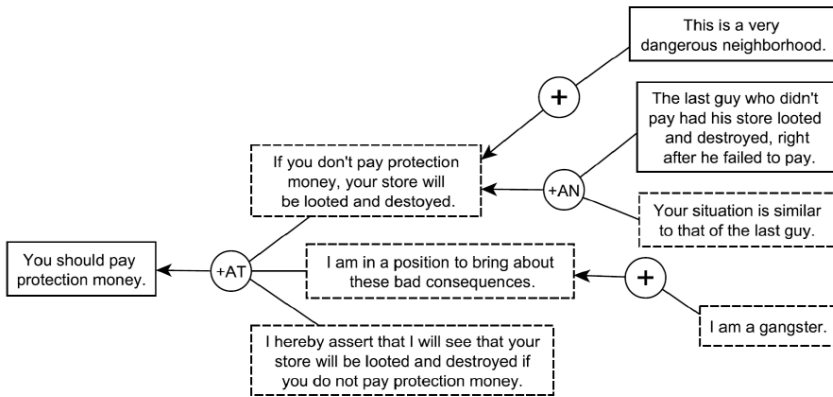 This is a very
dangerous neighborhood.
+
The last guy who didn't
pay had his store looted
and destroyed, right
after he failed to pay.
If you don't pay protection
money, your store will
be looted and destoyed.
+AN
Your situation is similar
to that of the last guy.
You should pay
protection money.
+AT
I am in a position to bring about
these bad consequences.
+
I am a gangster.
I hereby assert that I will see that your
store will be looted and destroyed if
you do not pay protection money.